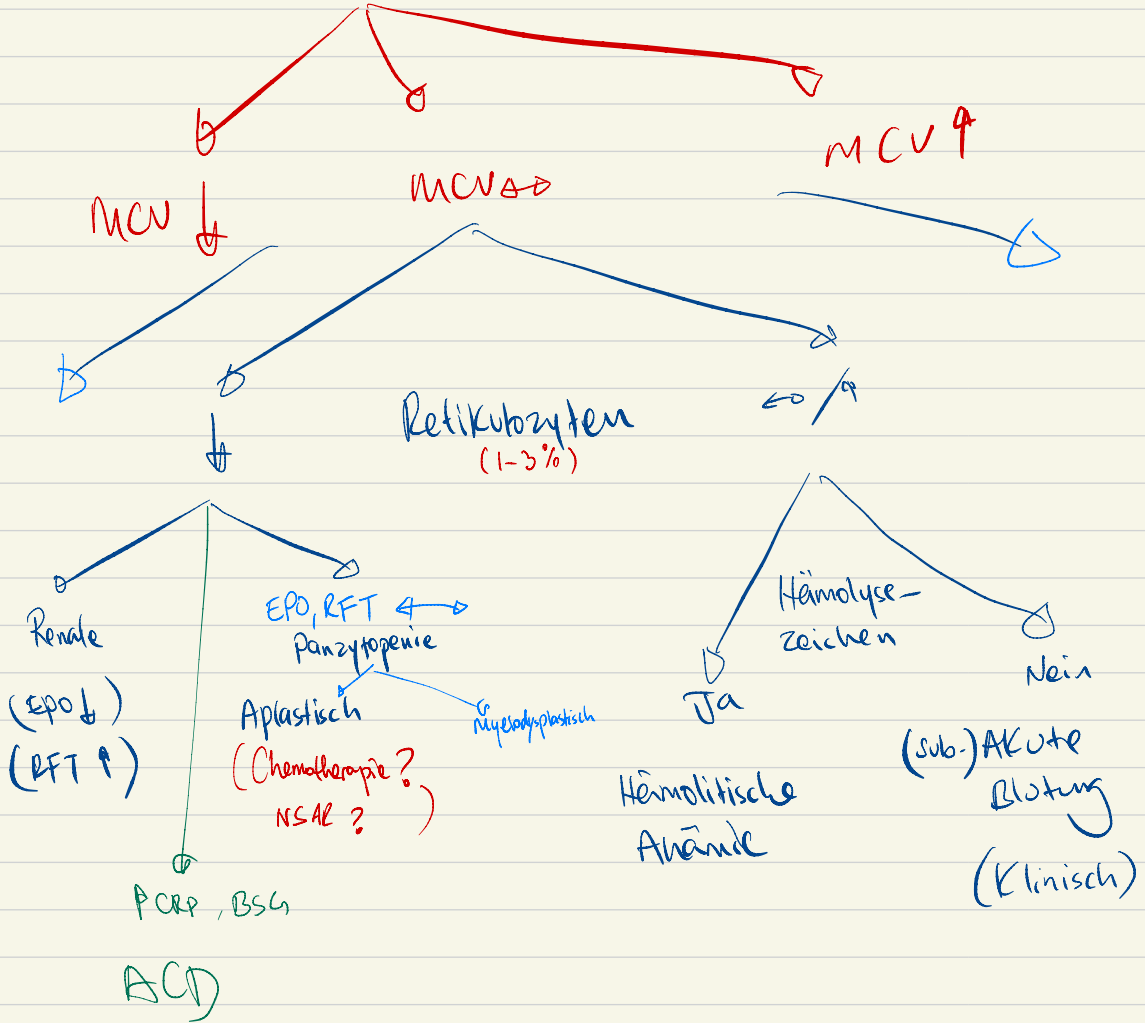 MCV ↑
MCV ↔
MCV ↓
↔/↑
Retikulozyten
(1-3%)
↓
Hämolyse-
zeichen
EPO, RFT ↔
Renale
Panzytopenie
Nein
Ja
(EPO↓)
Aplastisch
Myelodysplastisch
(RFT ↑)
(Chemotherapie?
NSAR ?)
(sub-)Akute
Blutung
Hämolitische
Anämie
(Klinisch)
↑CRP, BSG
ACD